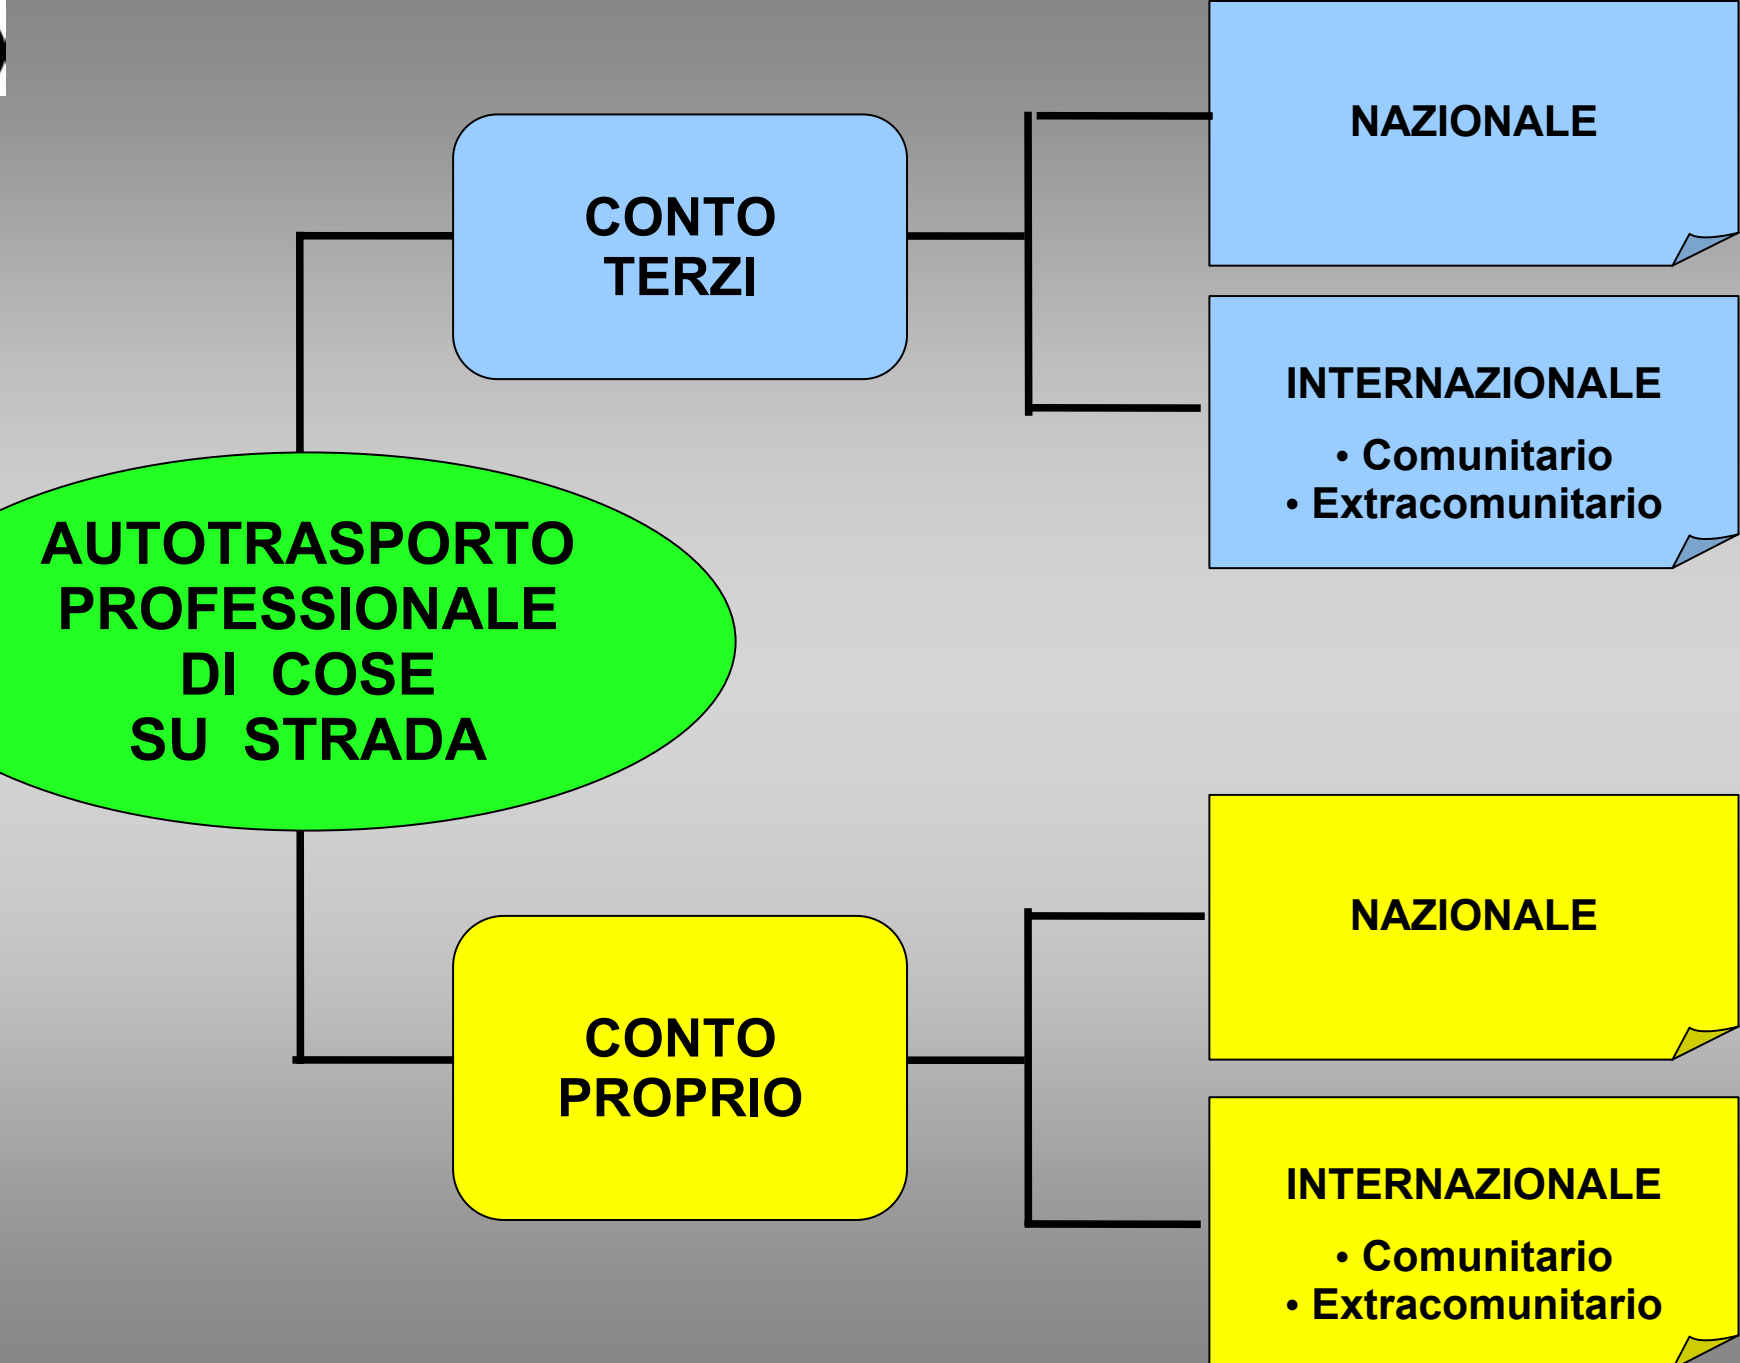 NAZIONALE
CONTO
TERZI
INTERNAZIONALE
• Comunitario
• Extracomunitario
AUTOTRASPORTO
PROFESSIONALE
DI COSE
SU STRADA
NAZIONALE
CONTO
PROPRIO
INTERNAZIONALE
• Comunitario
• Extracomunitario